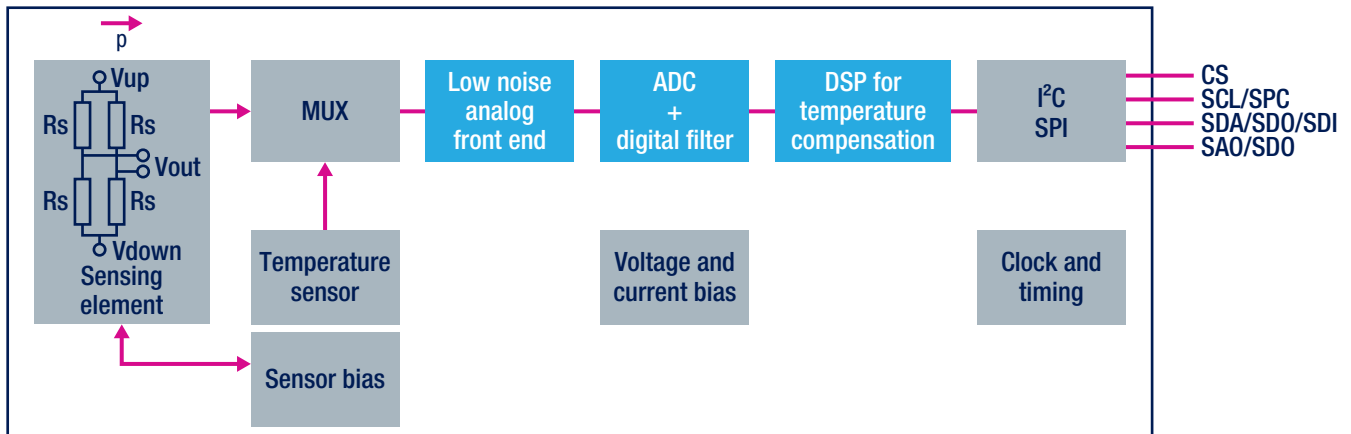 p
Vup
Rs
Rs
Vout
Rs
Rs
Vdown
Sensing
element
MUX
Low noise
analog
front end
ADC
+
digital filter
DSP for
temperature
compensation
I²C
SPI
CS
SCL/SPC
SDA/SDO/SDI
SAO/SDO
Temperature
sensor
Voltage and
current bias
Clock and
timing
Sensor bias